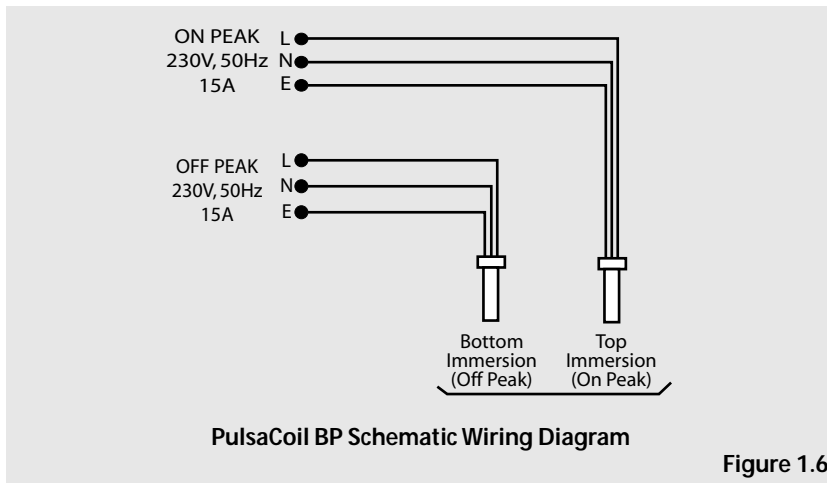 ON PEAK L
230V, 50Hz N
15A E
OFF PEAK L
230V, 50Hz N
15A E
Bottom Immersion (Off Peak)
Top Immersion (On Peak)
PulsaCoil BP Schematic Wiring Diagram
Figure 1.6